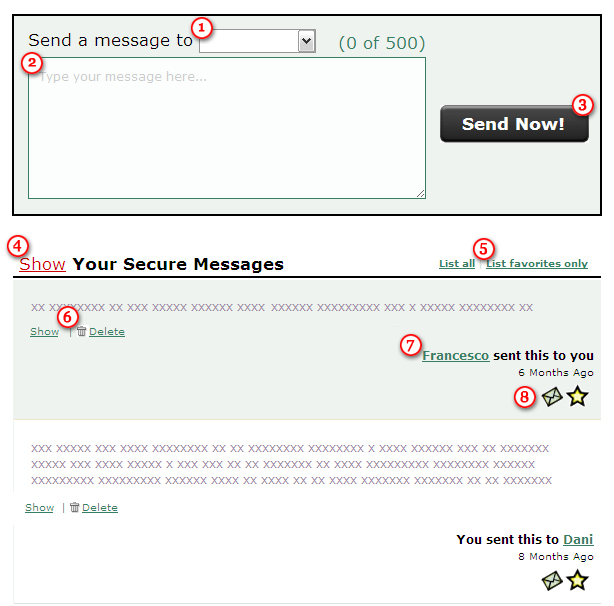 1
Send a message to (0 of 500)
2
Type your message here...
3
Send Now!
4 5
Show Your Secure Messages List all | List favorites only
xx xxxxxxxx xx xxx xxxxx xxxxxx xxxx xxxxxx xxxxxxxxx xxx x xxxxx xxxxxxxx xx
6
Show | Delete
7 Francesco sent this to you
6 Months Ago
8
xxx xxxxx xxx xxxx xxxxxxxx xx xx xxxxxxxx xxxxxxxx x xxxx xxxxxx xxx xx xxxxxxx
xxxxx xxx xxxx xxxxx x xxx xxx xx xx xxxxxxx xx xxxx xxxxxxxxx xxxxxxxx xxxxxx
xxxxxxxxx xxxxxxxxxx xxxxxx xxxx xx xxxx xx xx xxxx xxxxxxx xxxxxxx xx xx xxxxxxx
Show | Delete
You sent this to Dani
8 Months Ago